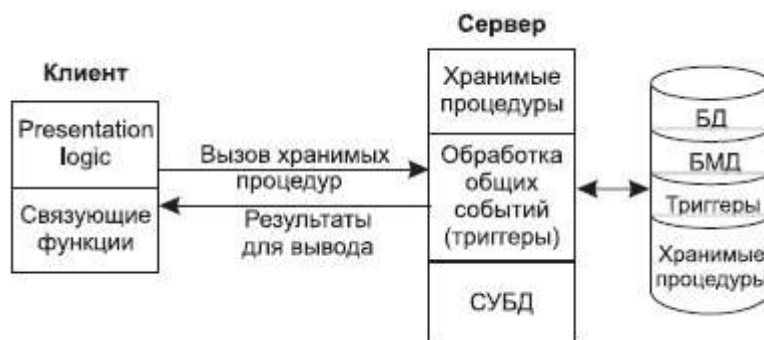 Клиент
Presentation
logic
Связующие
функции
Вызов хранимых
процедур
Результаты
для вывода
Сервер
Хранимые
процедуры
Обработка
общих
событий
(триггеры)
СУБД
БД
БМД
Триггеры
Хранимые
процедуры